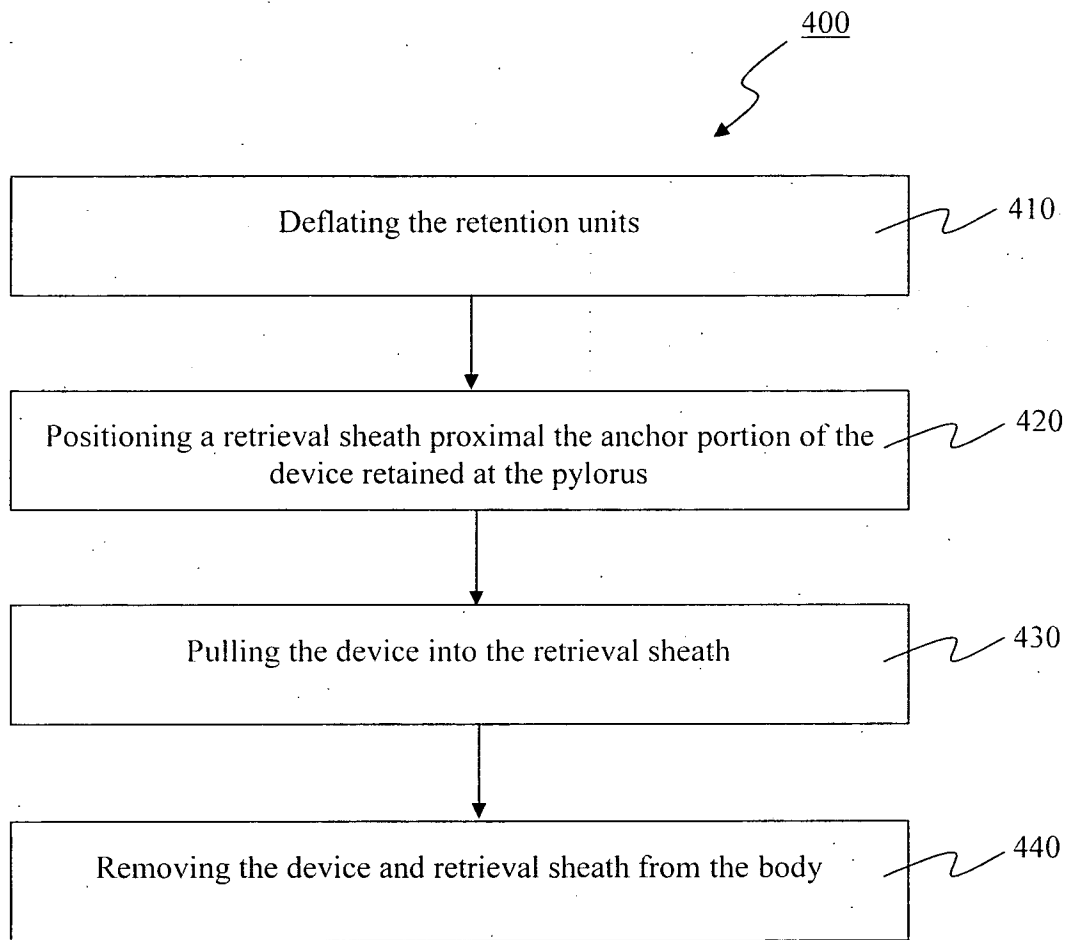 400
Deflating the retention units
410
Positioning a retrieval sheath proximal the anchor portion of the
device retained at the pylorus
420
Pulling the device into the retrieval sheath
430
Removing the device and retrieval sheath from the body
440